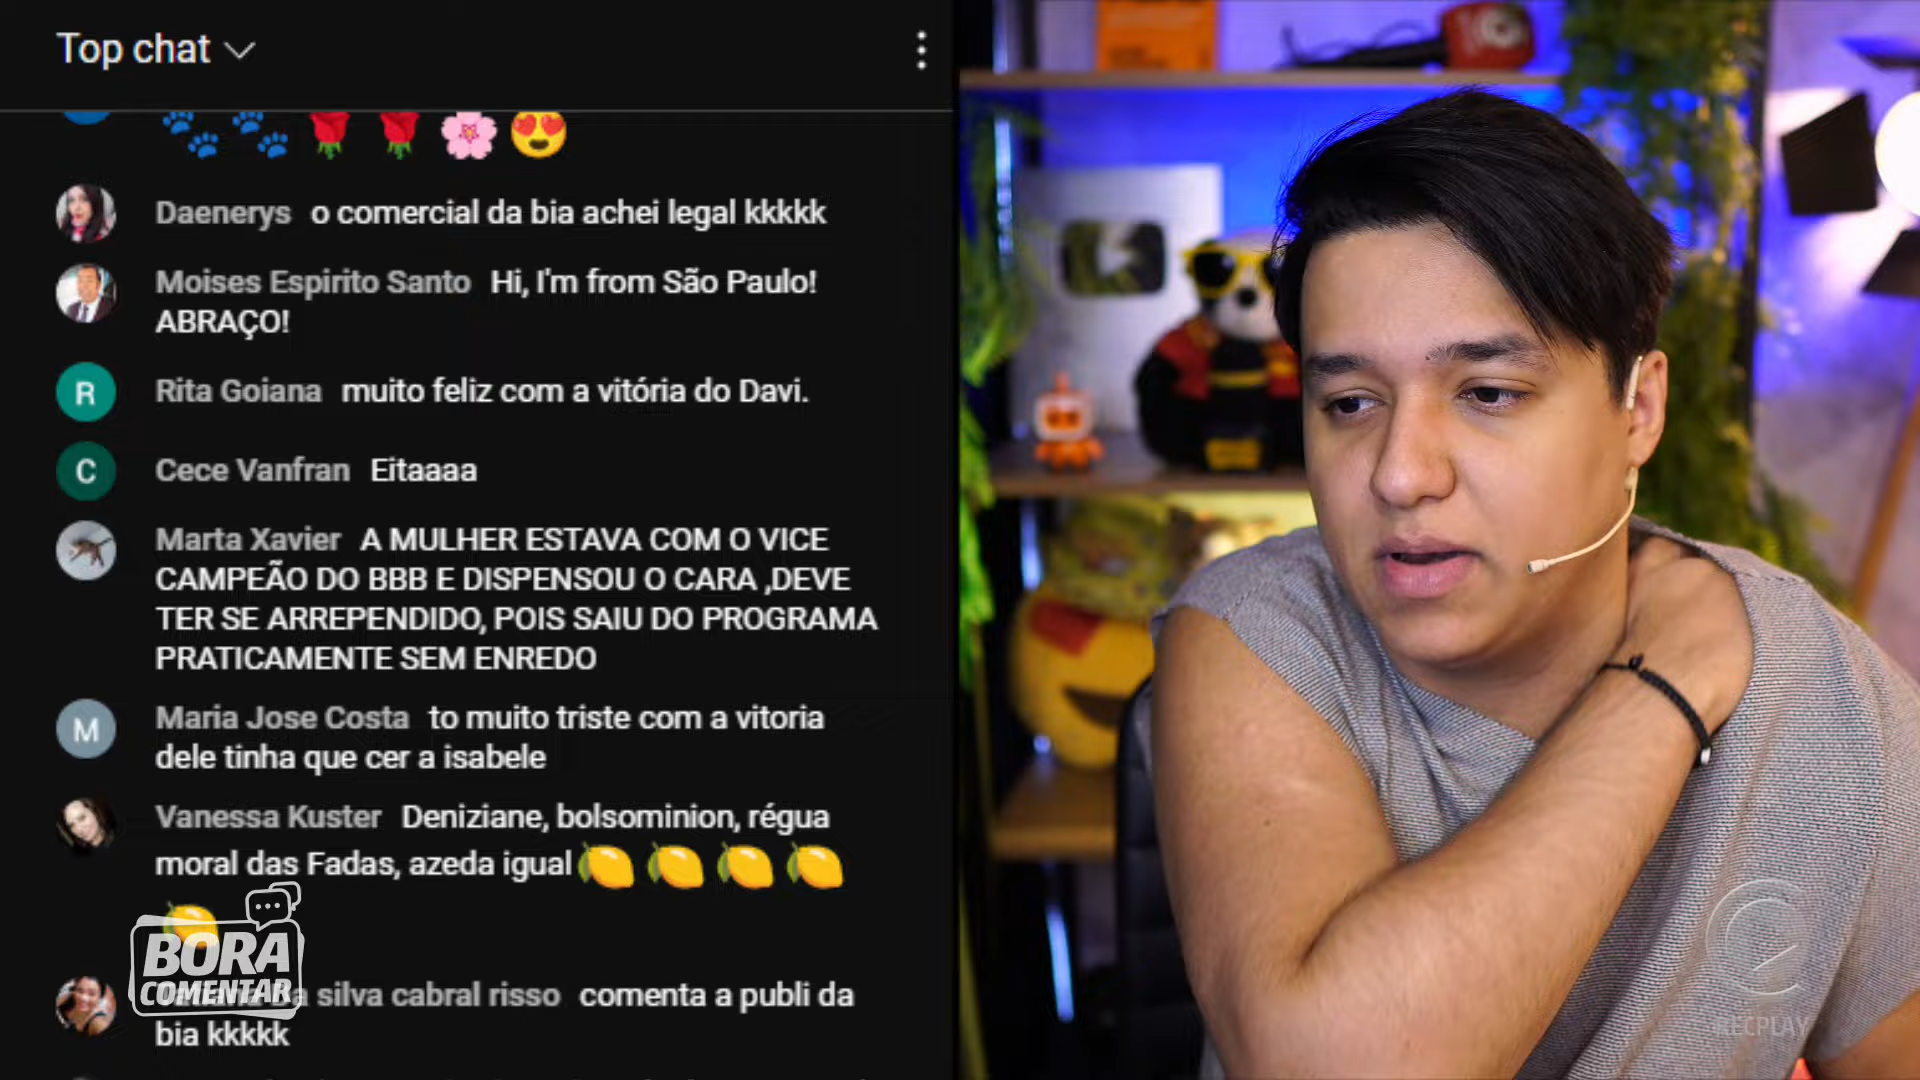 Top chat
Daenerys o comercial da bia achei legal kkkkk
Moises Espirito Santo Hi, I'm from São Paulo!
ABRAÇO!
R
Rita Goiana muito feliz com a vitória do Davi.
C
Cece Vanfran Eitaaaa
Marta Xavier A MULHER ESTAVA COM O VICE
CAMPEÃO DO BBB E DISPENSOU O CARA ,DEVE
TER SE ARREPENDIDO, POIS SAIU DO PROGRAMA
PRATICAMENTE SEM ENREDO
M
Maria Jose Costa to muito triste com a vitoria
dele tinha que cer a isabele
Vanessa Kuster Deniziane, bolsominion, régua
moral das Fadas, azeda igual 🍋 🍋 🍋 🍋
🍋
BORA
COMENTAR
silva cabral risso comenta a publi da
bia kkkkk
RECPLAY